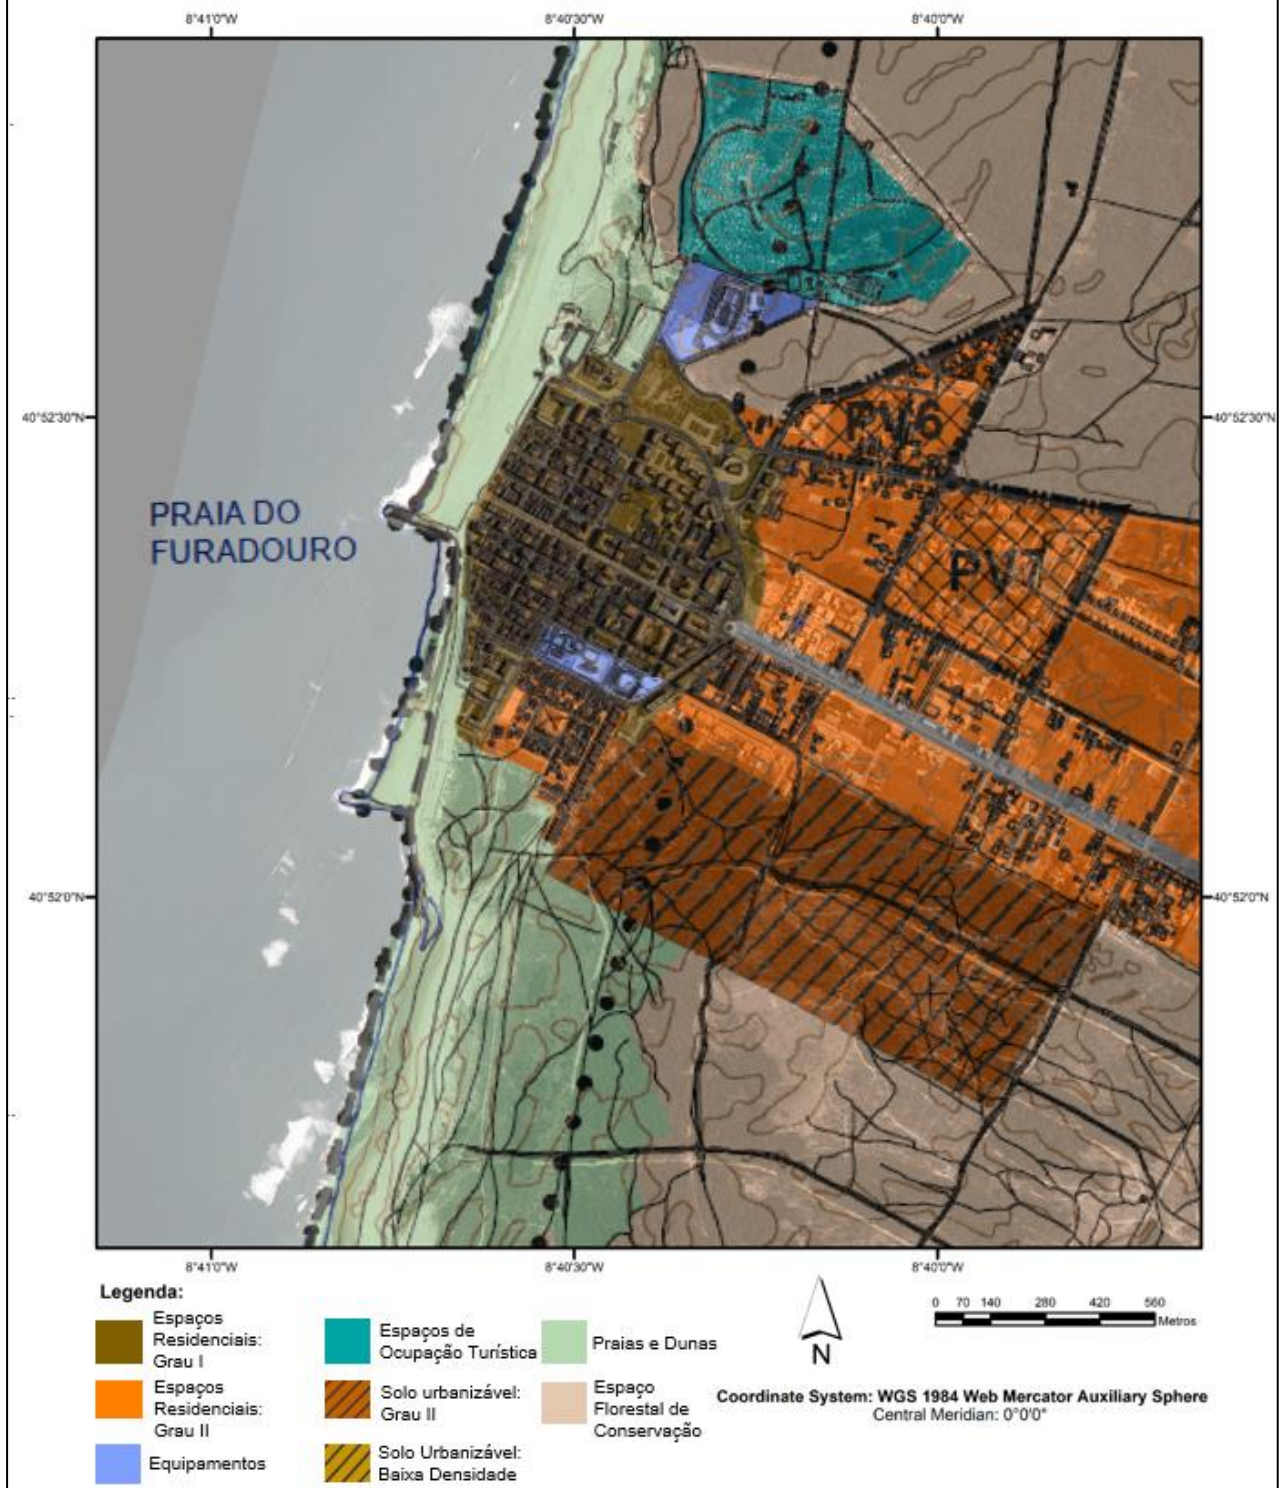 8°41'0"W 8°40'30"W 8°40'0"W
40°52'30"N 40°52'30"N
PV6
PRAIA DO
FURADOURO
PV7
40°52'0"N 40°52'0"N
8°41'0"W 8°40'30"W 8°40'0"W
Legenda:
Espaços
Residenciais:
Grau I
Espaços
Residenciais:
Grau II
Equipamentos
Espaços de
Ocupação Turística
Solo urbanizável:
Grau II
Solo Urbanizável:
Baixa Densidade
Praias e Dunas
Espaço
Florestal de
Conservação
N
0 70 140 280 420 560
Metros
Coordinate System: WGS 1984 Web Mercator Auxiliary Sphere
Central Meridian: 0°0'0"